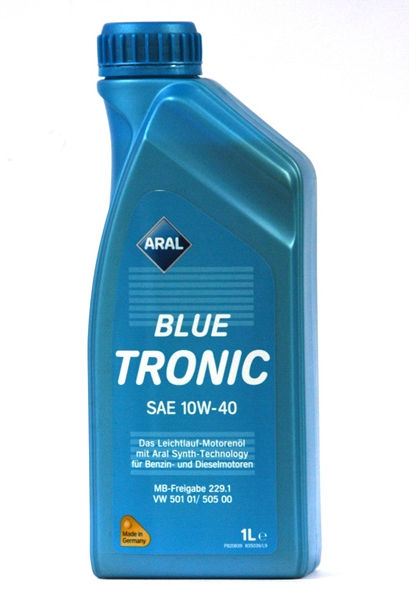 ARAL
BLUE
TRONIC
SAE 10W-40
Das Leichtlauf-Motorenöl
mit Aral Synth-Technology
für Benzin- und Dieselmotoren
MB-Freigabe 229.1
VW 501 01/ 505 00
Made in
Germany
1L e